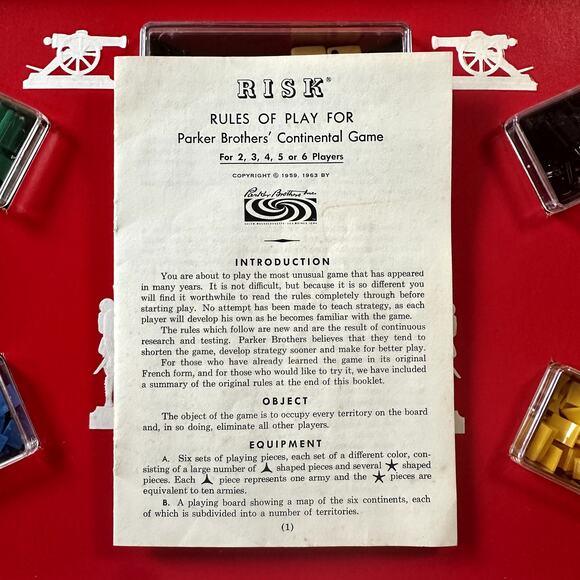 RISK®
RULES OF PLAY FOR
Parker Brothers' Continental Game
For 2, 3, 4, 5 or 6 Players
COPYRIGHT © 1959, 1963 BY
Parker Brothers Inc.
SALEM, MASSACHUSETTS · DES MOINES, IOWA
INTRODUCTION
You are about to play the most unusual game that has appeared
in many years. It is not difficult, but because it is so different you
will find it worthwhile to read the rules completely through before
starting play. No attempt has been made to teach strategy, as each
player will develop his own as he becomes familiar with the game.
The rules which follow are new and are the result of continuous
research and testing. Parker Brothers believes that they tend to
shorten the game, develop strategy sooner and make for better play.
For those who have already learned the game in its original
French form, and for those who would like to try it, we have included
a summary of the original rules at the end of this booklet.
OBJECT
The object of the game is to occupy every territory on the board
and, in so doing, eliminate all other players.
EQUIPMENT
A. Six sets of playing pieces, each set of a different color, con-
sisting of a large number of shaped pieces and several shaped
pieces. Each piece represents one army and the pieces are
equivalent to ten armies.
B. A playing board showing a map of the six continents, each
of which is subdivided into a number of territories.
(1)